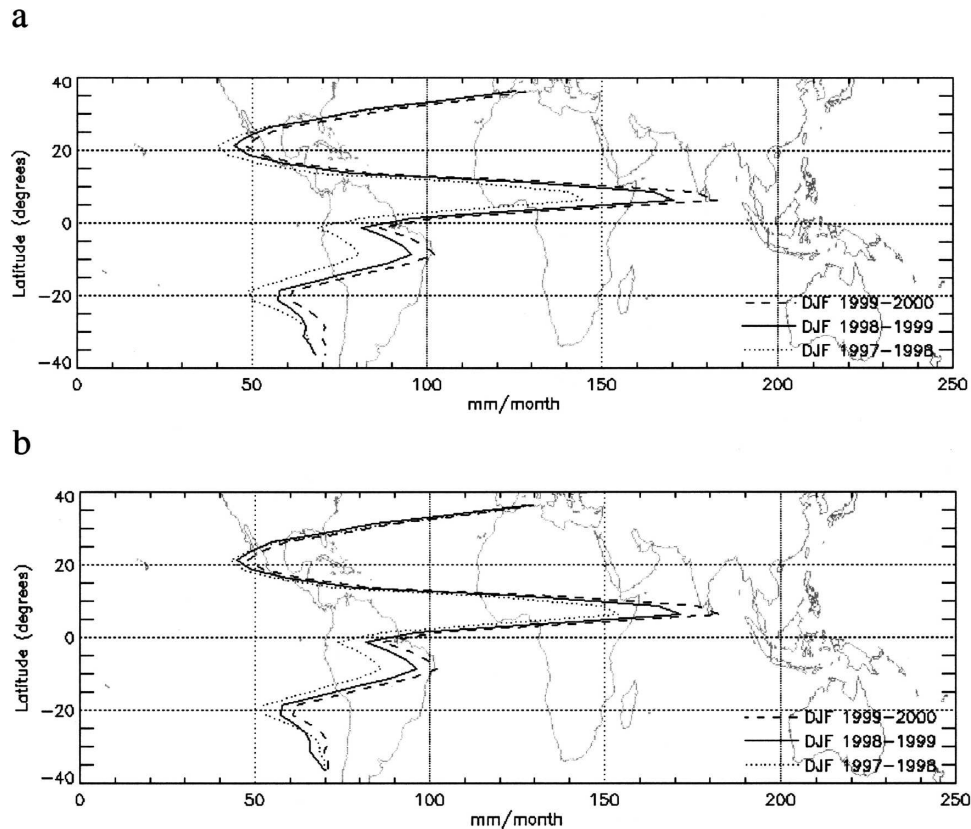 a
40
20
0
-20
-40
Latitude (degrees)
DJF 1999-2000
DJF 1998-1999
DJF 1997-1998
0 50 100 150 200 250
mm/month
b
40
20
0
-20
-40
Latitude (degrees)
DJF 1999-2000
DJF 1998-1999
DJF 1997-1998
0 50 100 150 200 250
mm/month